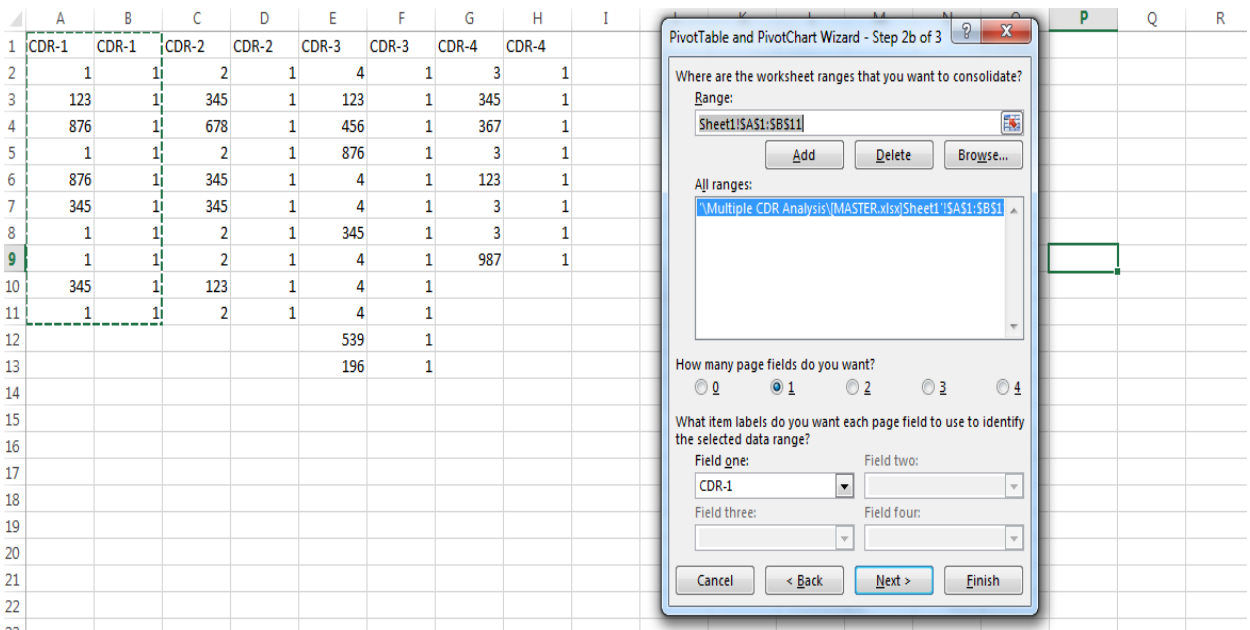 A B C D E F G H I P Q R
1 CDR-1 CDR-1 CDR-2 CDR-2 CDR-3 CDR-3 CDR-4 CDR-4
2 1 1 2 1 4 1 3 1
3 123 1 345 1 123 1 345 1
4 876 1 678 1 456 1 367 1
5 1 1 2 1 876 1 3 1
6 876 1 345 1 4 1 123 1
7 345 1 345 1 4 1 3 1
8 1 1 2 1 345 1 3 1
9 1 1 2 1 4 1 987 1
10 345 1 123 1 4 1
11 1 1 2 1 4 1
12 539 1
13 196 1
14
15
16
17
18
19
20
21
22
PivotTable and PivotChart Wizard - Step 2b of 3 ? X
Where are the worksheet ranges that you want to consolidate?
Range:
Sheet1!$A$1:$B$11
Add Delete Browse...
All ranges:
'\Multiple CDR Analysis\[MASTER.xlsx]Sheet1'!$A$1:$B$1
How many page fields do you want?
0 1 2 3 4
What item labels do you want each page field to use to identify
the selected data range?
Field one: Field two:
CDR-1
Field three: Field four:
Cancel < Back Next > Finish